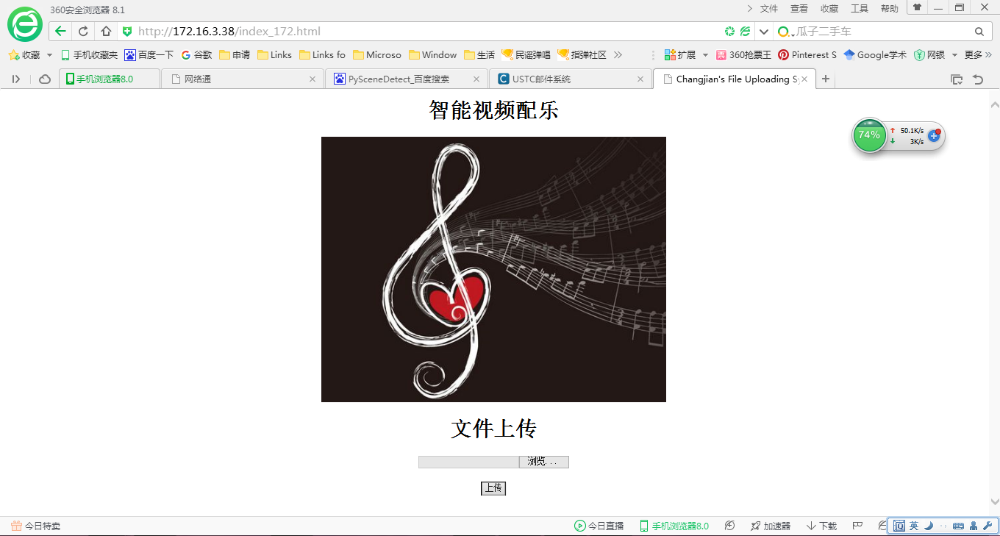 360安全浏览器 8.1
文件 查看 收藏 工具 帮助
http://172.16.3.38/index_172.html
瓜子二手车
收藏 手机收藏夹 百度一下 谷歌 申请 Links Links fo Microso Window 生活 民谣弹唱 指弹社区 扩展 360抢票王 Pinterest S Google学术 网银 更多
手机浏览器8.0 网络通 PySceneDetect_百度搜索 USTC邮件系统 Changjian's File Uploading Sy
智能视频配乐
74% 50.1K/s
3K/s
文件上传
浏览...
上传
今日特卖 今日直播 手机浏览器8.0 加速器 下载 英